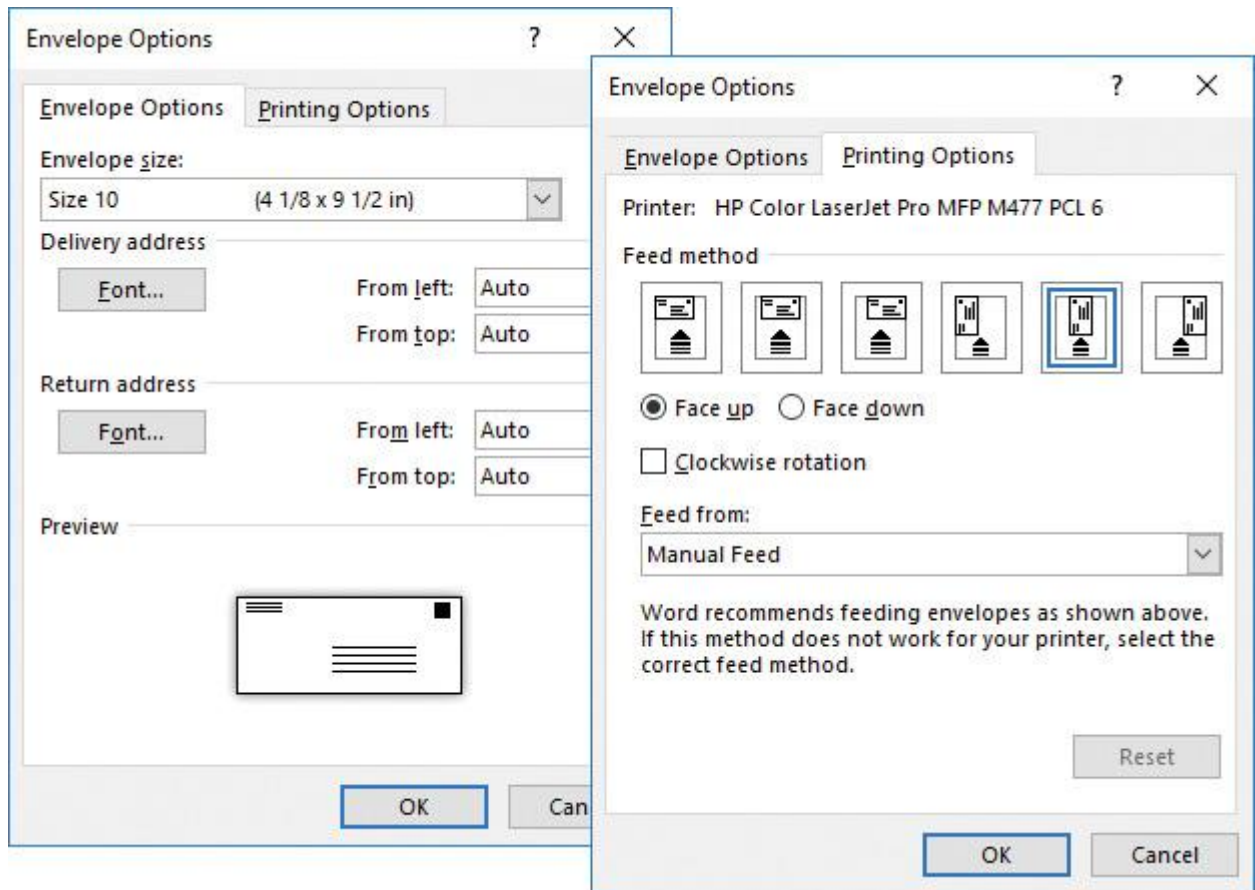 Envelope Options ?
Envelope Options Printing Options
Envelope size:
Size 10 (4 1/8 x 9 1/2 in)
Delivery address
Font... From left: Auto
From top: Auto
Return address
Font... From left: Auto
From top: Auto
Preview
OK Can
Envelope Options ?
Envelope Options Printing Options
Printer: HP Color LaserJet Pro MFP M477 PCL 6
Feed method
Face up Face down
Clockwise rotation
Feed from:
Manual Feed
Word recommends feeding envelopes as shown above.
If this method does not work for your printer, select the
correct feed method.
Reset
OK Cancel